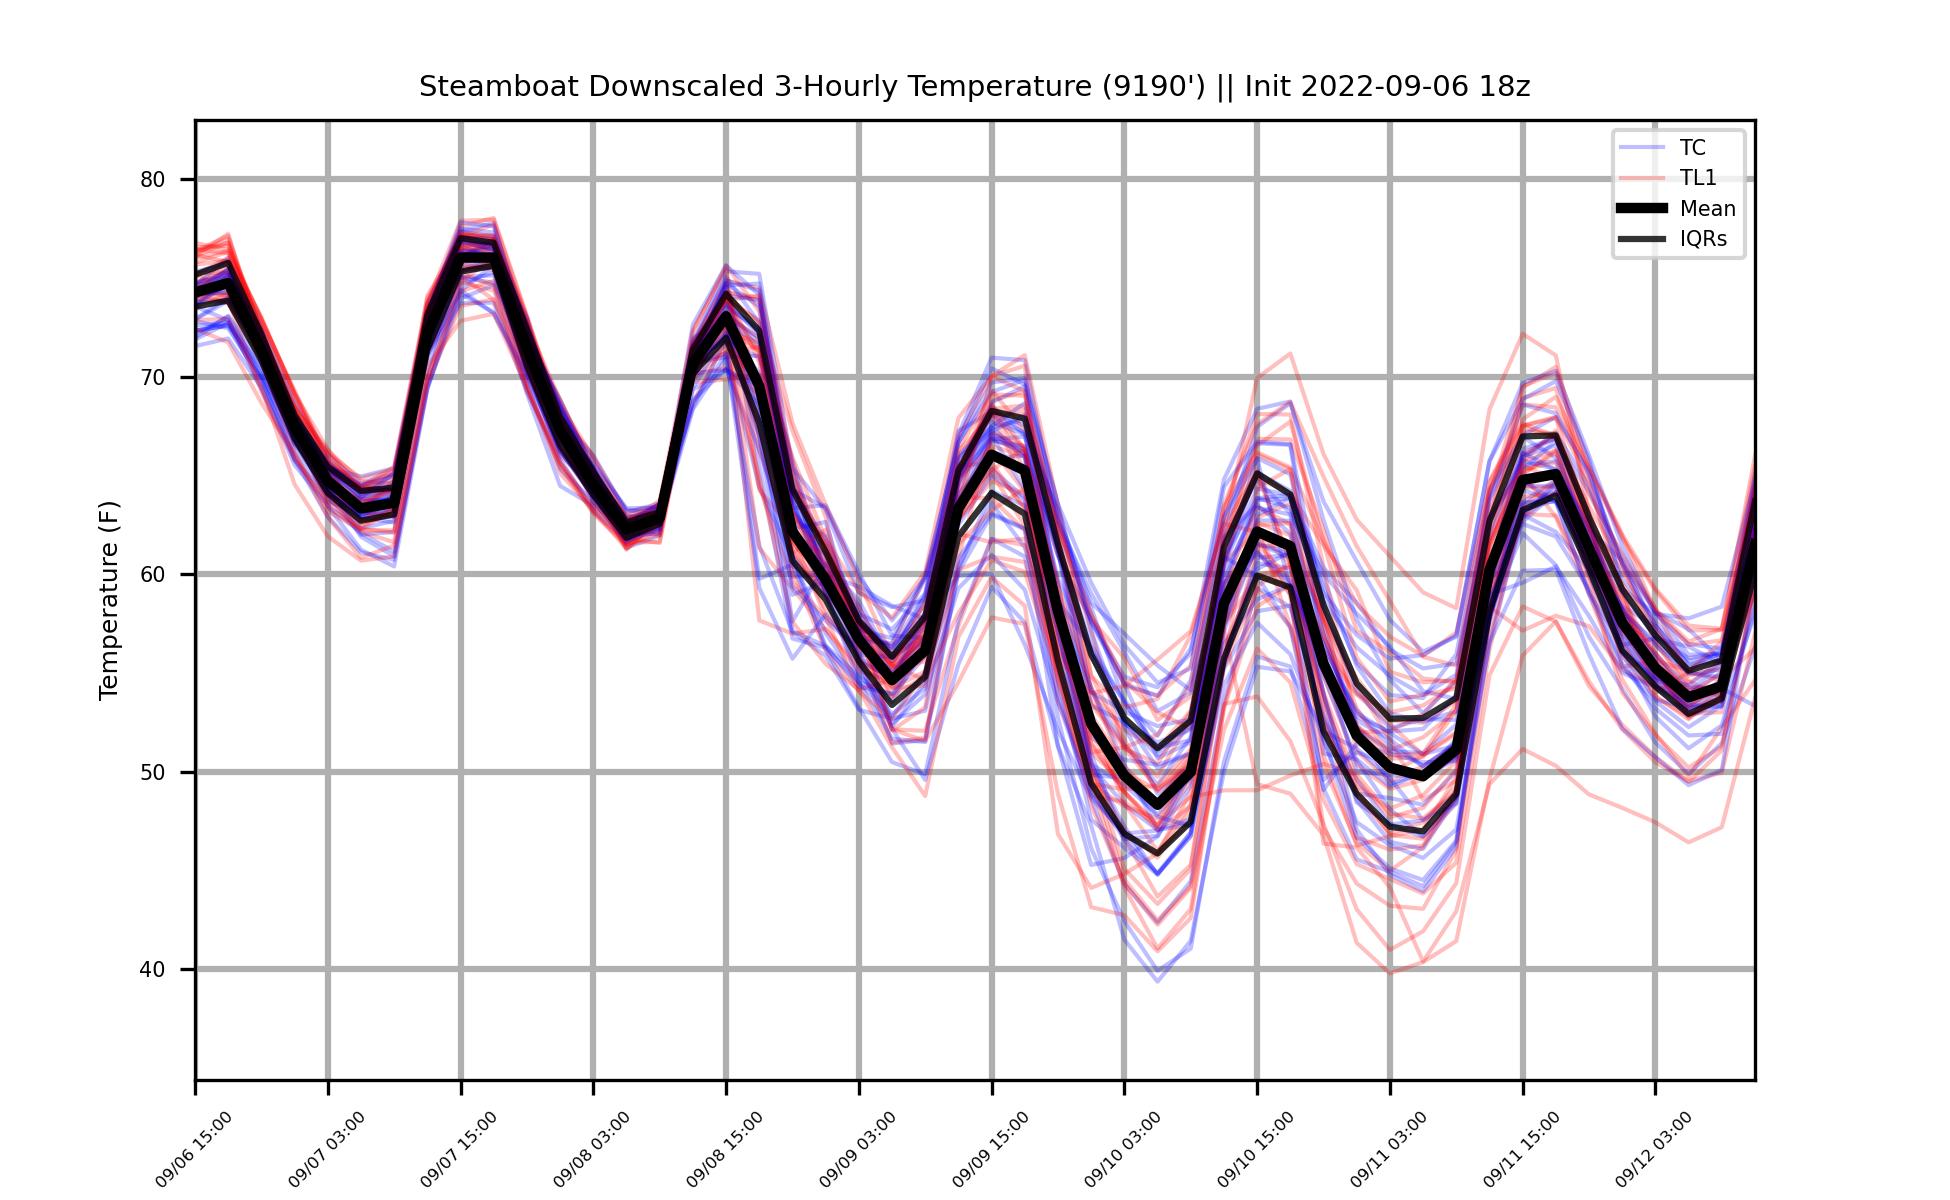 Steamboat Downscaled 3-Hourly Temperature (9190') || Init 2022-09-06 18z
TC
TL1
Mean
IQRs
Temperature (F)
80
70
60
50
40
09/06 15:00
09/07 03:00
09/07 15:00
09/08 03:00
09/08 15:00
09/09 03:00
09/09 15:00
09/10 03:00
09/10 15:00
09/11 03:00
09/11 15:00
09/12 03:00